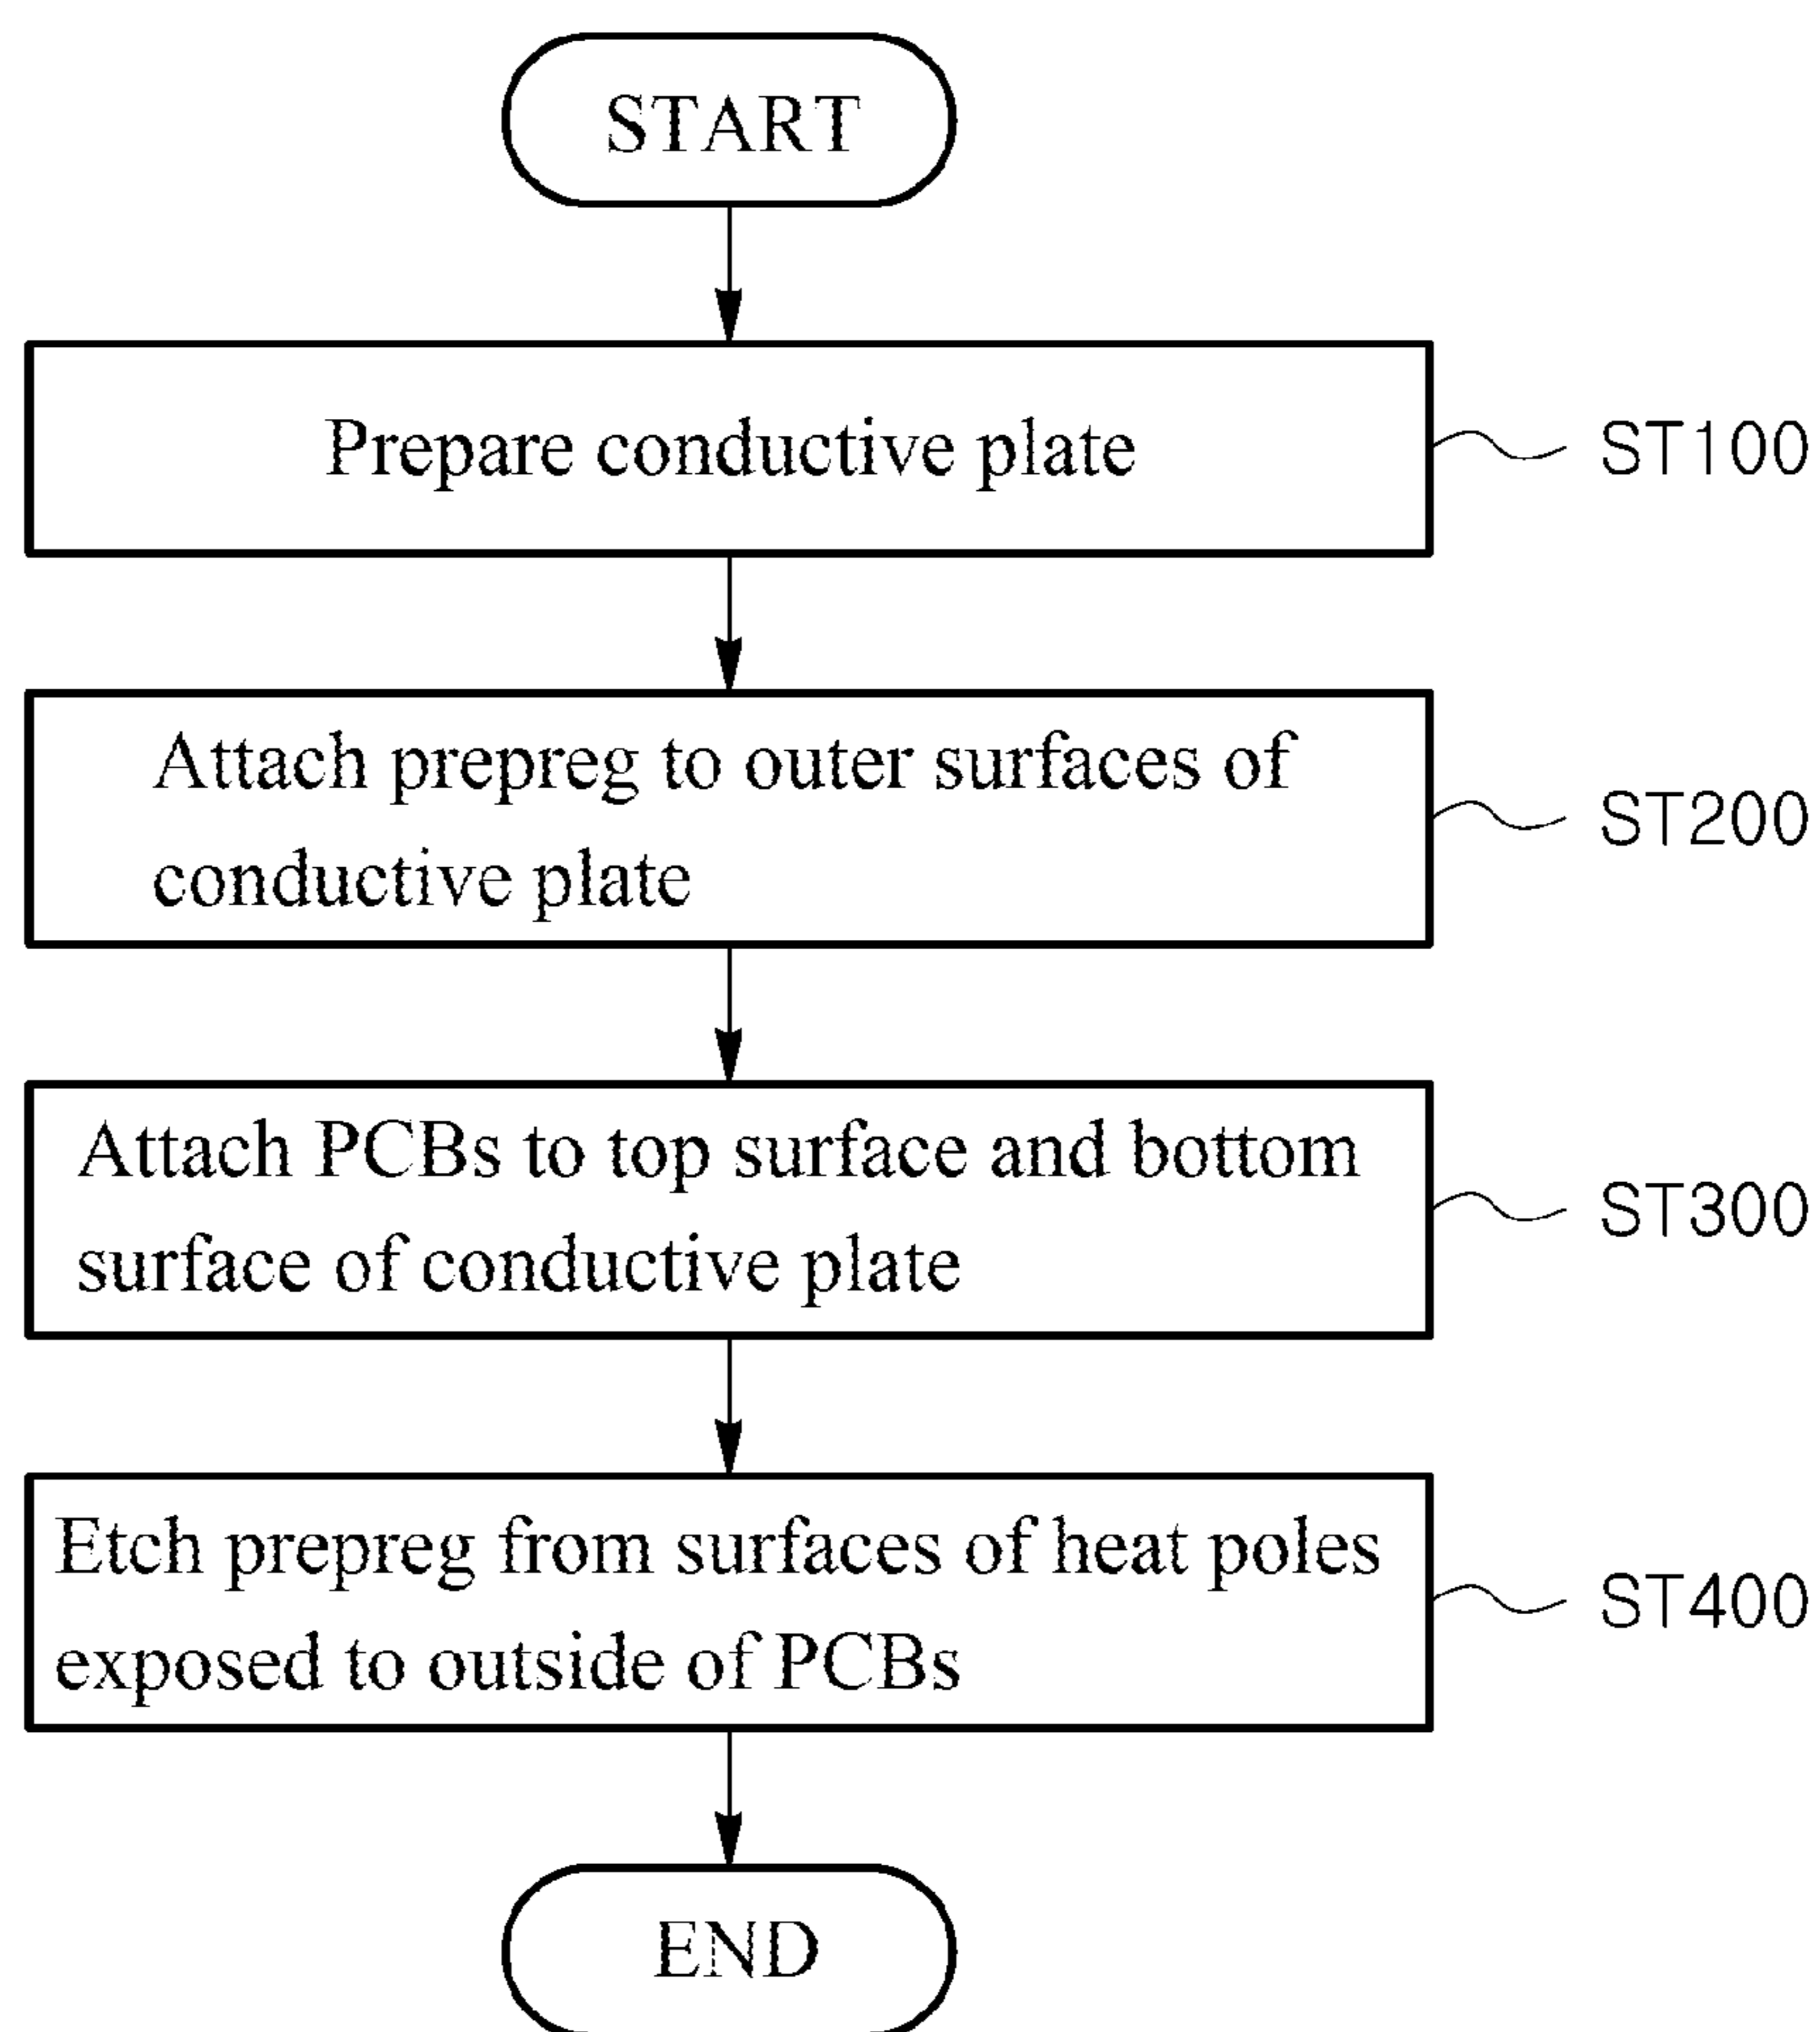 START
Prepare conductive plate
ST100
Attach prepreg to outer surfaces of
conductive plate
ST200
Attach PCBs to top surface and bottom
surface of conductive plate
ST300
Etch prepreg from surfaces of heat poles
exposed to outside of PCBs
ST400
END